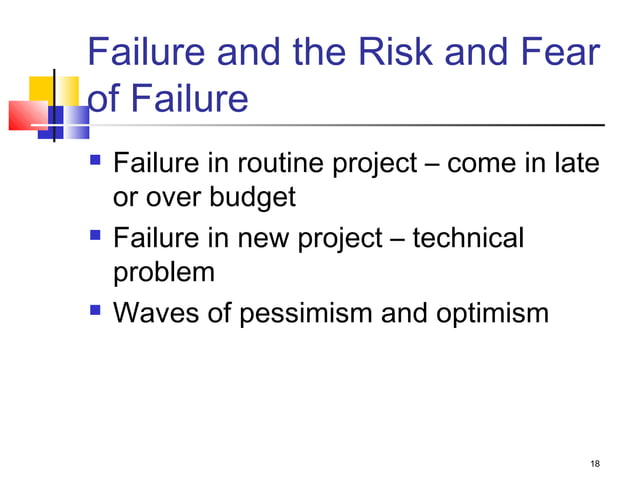 Failure and the Risk and Fear
of Failure
Failure in routine project – come in late
or over budget
Failure in new project – technical
problem
Waves of pessimism and optimism
18